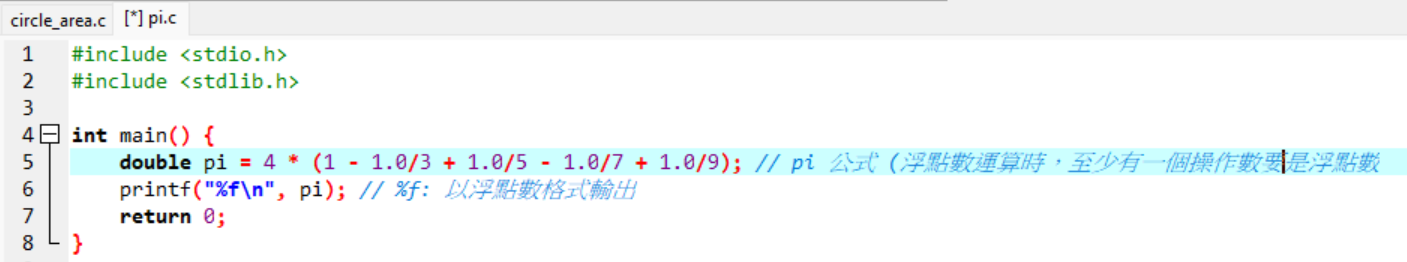 circle_area.c [*] pi.c
1 #include <stdio.h>
2 #include <stdlib.h>
3
4 int main() {
5 double pi = 4 * (1 - 1.0/3 + 1.0/5 - 1.0/7 + 1.0/9); // pi 公式 (浮點數運算時，至少有一個操作數要是浮點數
6 printf("%f\n", pi); // %f: 以浮點數格式輸出
7 return 0;
8 }